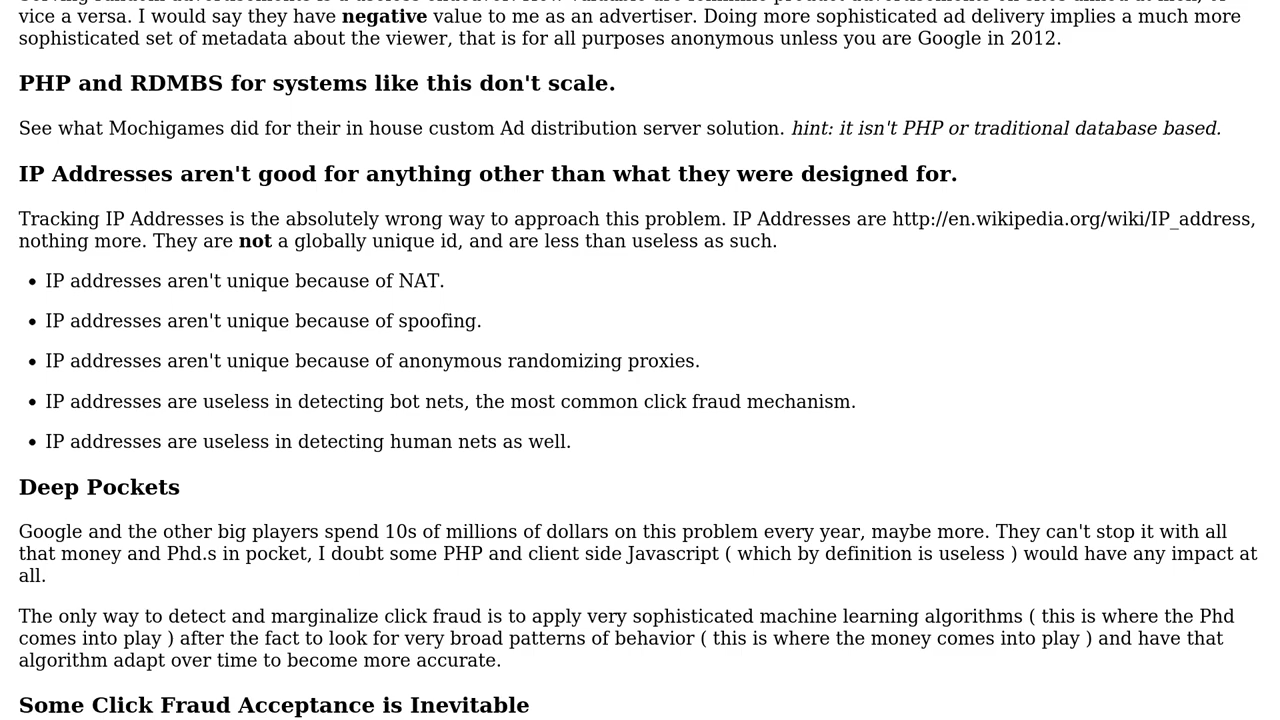 vice a versa. I would say they have negative value to me as an advertiser. Doing more sophisticated ad delivery implies a much more
sophisticated set of metadata about the viewer, that is for all purposes anonymous unless you are Google in 2012.
PHP and RDMBS for systems like this don't scale.
See what Mochigames did for their in house custom Ad distribution server solution. hint: it isn't PHP or traditional database based.
IP Addresses aren't good for anything other than what they were designed for.
Tracking IP Addresses is the absolutely wrong way to approach this problem. IP Addresses are http://en.wikipedia.org/wiki/IP_address,
nothing more. They are not a globally unique id, and are less than useless as such.
• IP addresses aren't unique because of NAT.
• IP addresses aren't unique because of spoofing.
• IP addresses aren't unique because of anonymous randomizing proxies.
• IP addresses are useless in detecting bot nets, the most common click fraud mechanism.
• IP addresses are useless in detecting human nets as well.
Deep Pockets
Google and the other big players spend 10s of millions of dollars on this problem every year, maybe more. They can't stop it with all
that money and Phd.s in pocket, I doubt some PHP and client side Javascript ( which by definition is useless ) would have any impact at
all.
The only way to detect and marginalize click fraud is to apply very sophisticated machine learning algorithms ( this is where the Phd
comes into play ) after the fact to look for very broad patterns of behavior ( this is where the money comes into play ) and have that
algorithm adapt over time to become more accurate.
Some Click Fraud Acceptance is Inevitable